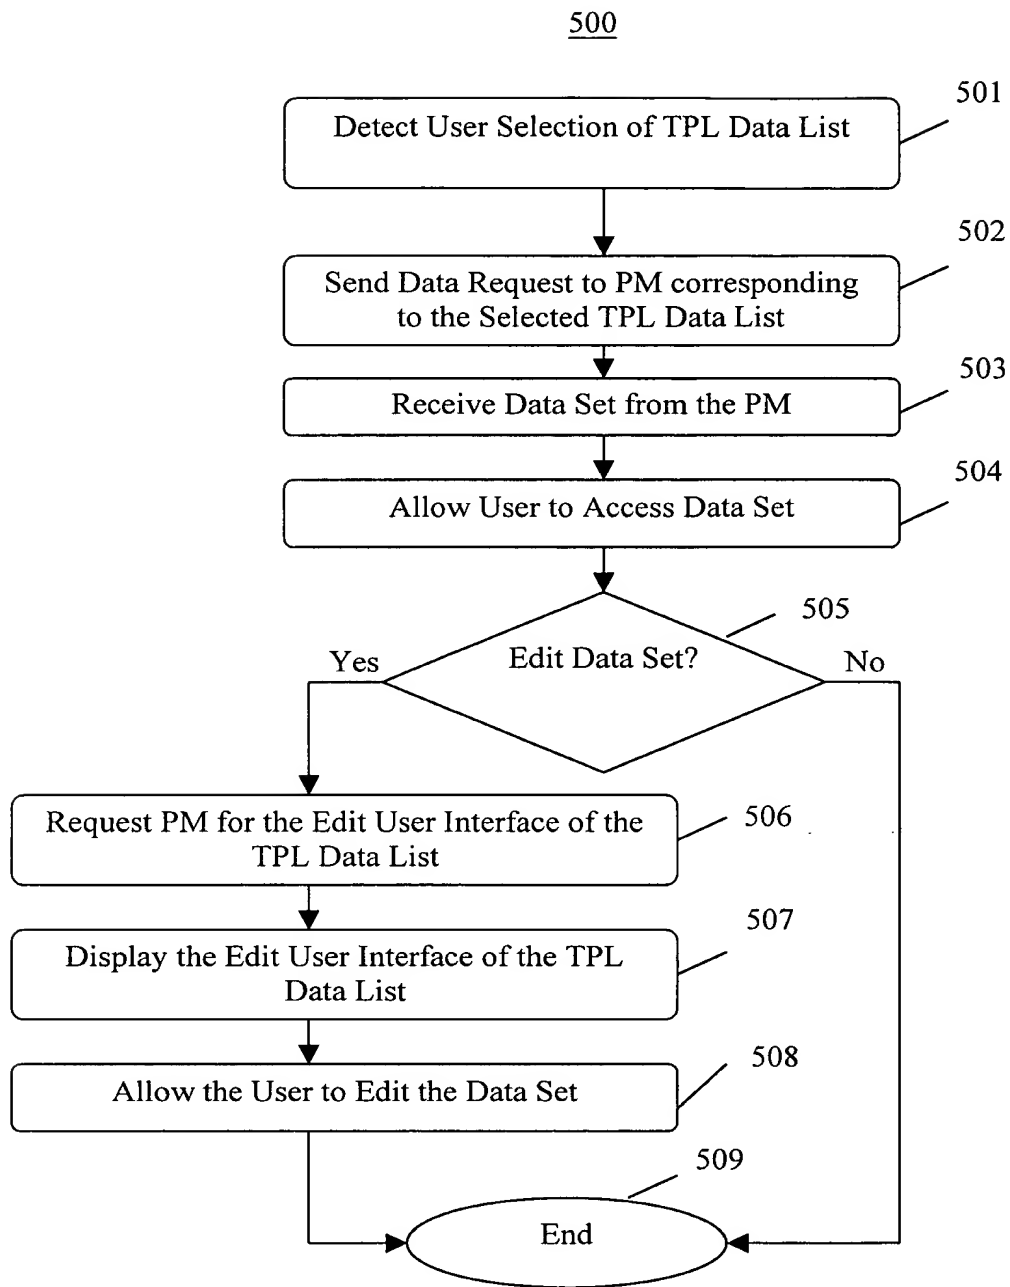 500
501
Detect User Selection of TPL Data List
502
Send Data Request to PM corresponding
to the Selected TPL Data List
503
Receive Data Set from the PM
504
Allow User to Access Data Set
505
Yes
Edit Data Set?
No
Request PM for the Edit User Interface of the
TPL Data List
506
507
Display the Edit User Interface of the TPL
Data List
508
Allow the User to Edit the Data Set
509
End